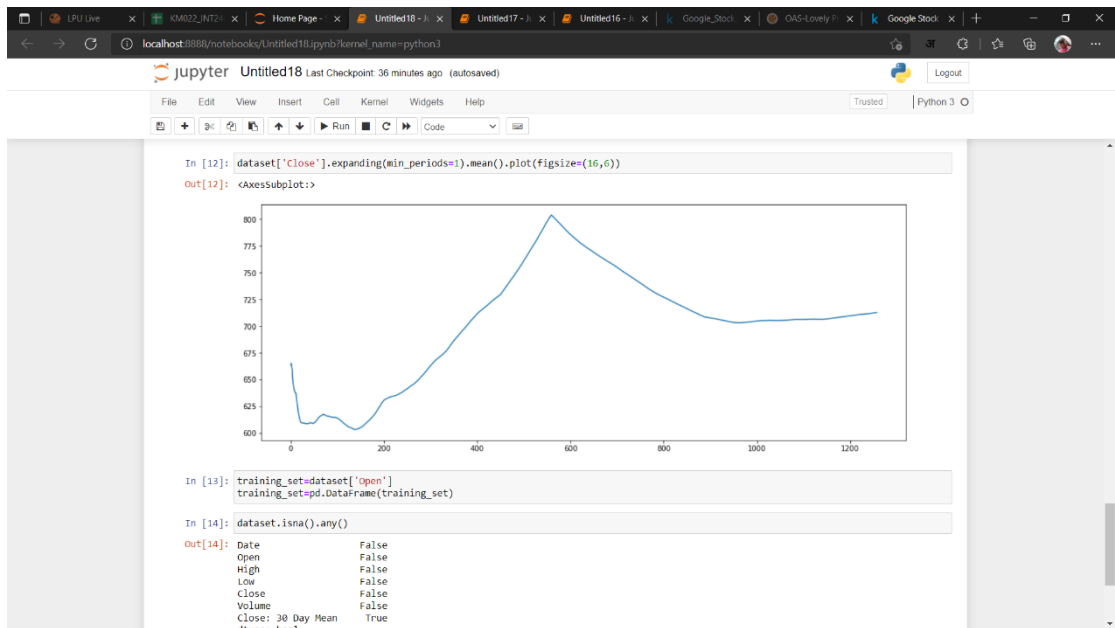 LPU Live
KM022_INT24
Home Page -
Untitled18 - Ju
Untitled17 - Ju
Untitled16 - Ju
Google_Stock
OAS-Lovely Pr
Google Stock
localhost:8888/notebooks/Untitled18.ipynb?kernel_name=python3
अ
jupyter Untitled18 Last Checkpoint: 36 minutes ago (autosaved)
Logout
File Edit View Insert Cell Kernel Widgets Help
Trusted
Python 3
Run
Code
In [12]: dataset['Close'].expanding(min_periods=1).mean().plot(figsize=(16,6))
Out[12]: <AxesSubplot:>
800
775
750
725
700
675
650
625
600
0 200 400 600 800 1000 1200
In [13]: training_set=dataset['Open']
training_set=pd.DataFrame(training_set)
In [14]: dataset.isna().any()
Out[14]: Date False
Open False
High False
Low False
Close False
Volume False
Close: 30 Day Mean True